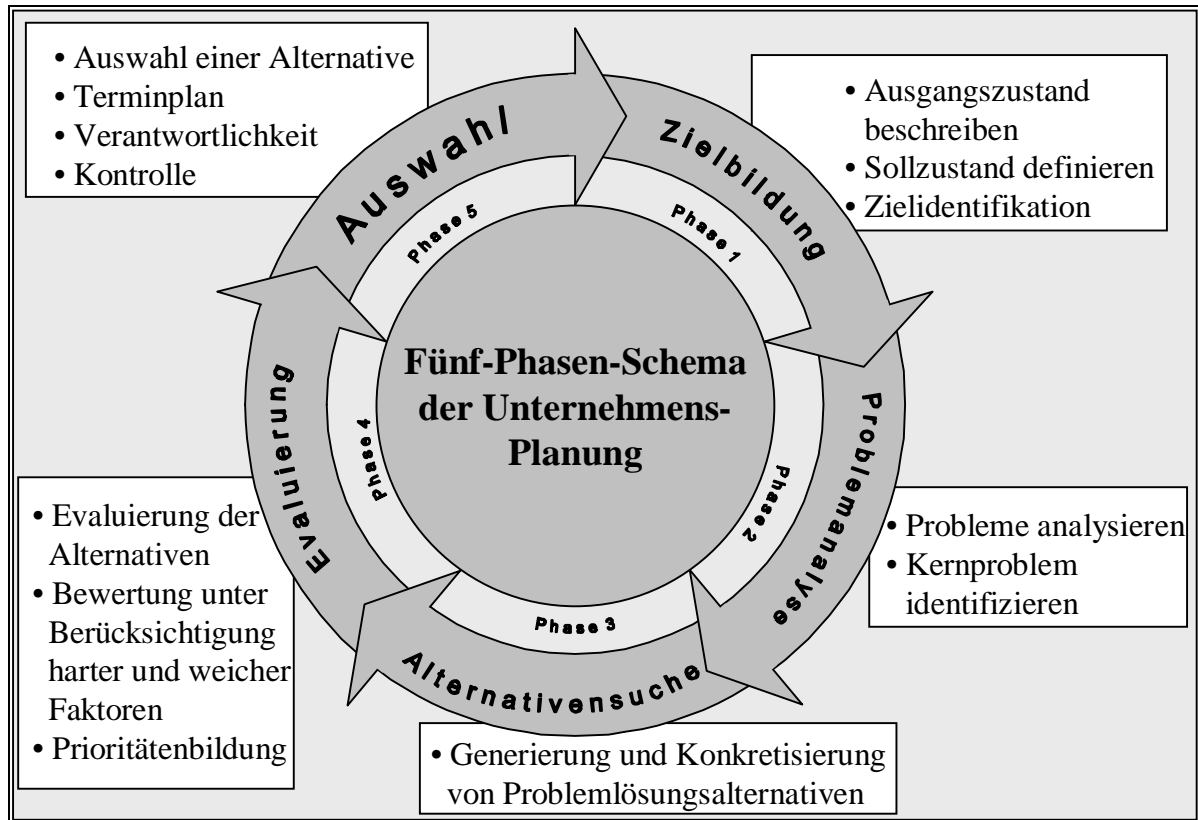 Fünf-Phasen-Schema
der Unternehmens-
Planung
Zielbildung
Phase 1
• Ausgangszustand
beschreiben
• Sollzustand definieren
• Zielidentifikation
Problemanalyse
Phase 2
• Probleme analysieren
• Kernproblem
identifizieren
Alternativensuche
Phase 3
• Generierung und Konkretisierung
von Problemlösungsalternativen
Evaluierung
Phase 4
• Evaluierung der
Alternativen
• Bewertung unter
Berücksichtigung
harter und weicher
Faktoren
• Prioritätenbildung
Auswahl
Phase 5
• Auswahl einer Alternative
• Terminplan
• Verantwortlichkeit
• Kontrolle